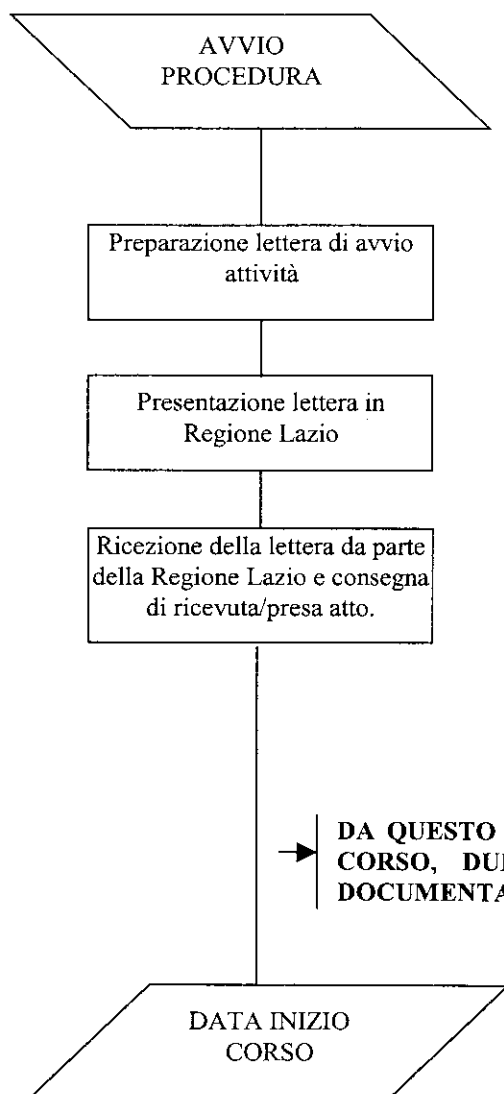 AVVIO
PROCEDURA
Preparazione lettera di avvio
attività
Presentazione lettera in
Regione Lazio
Ricezione della lettera da parte
della Regione Lazio e consegna
di ricevuta/presa atto.
DA QUESTO
CORSO,
DOCUMENTA
DATA INIZIO
CORSO